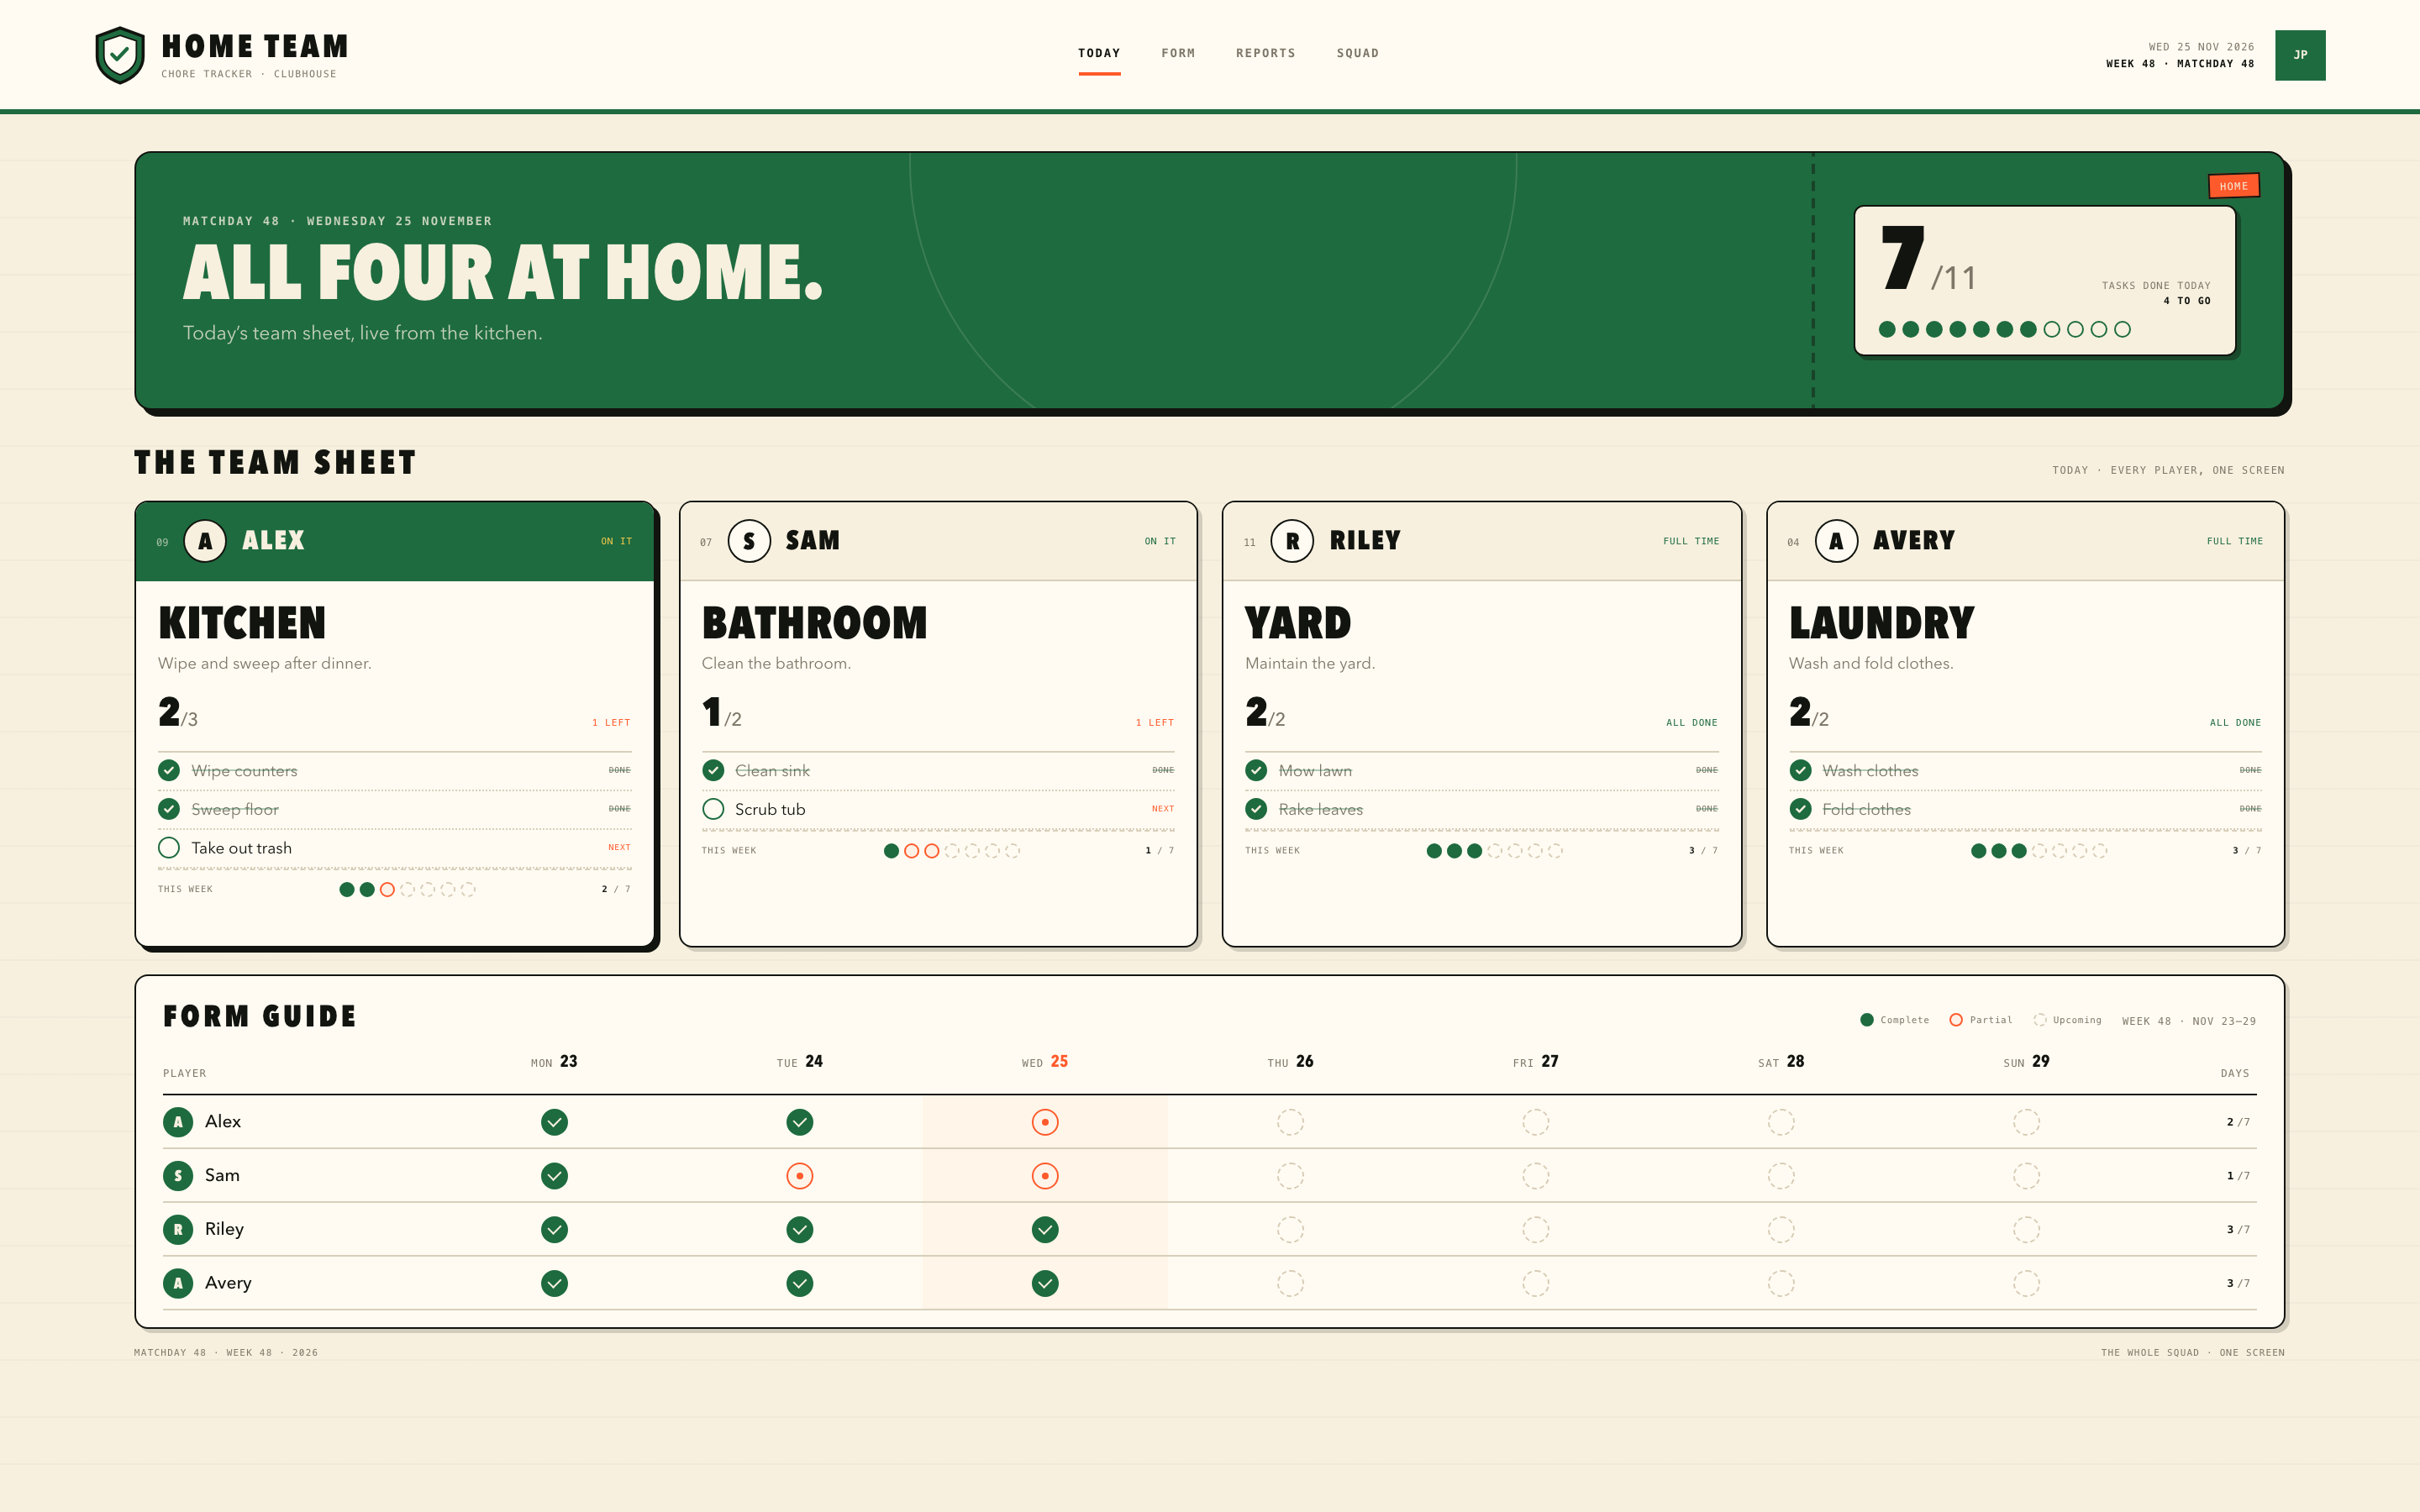 HOME TEAM
CHORE TRACKER · CLUBHOUSE
TODAY FORM REPORTS SQUAD
WED 25 NOV 2026
WEEK 48 · MATCHDAY 48
JP
MATCHDAY 48 · WEDNESDAY 25 NOVEMBER
ALL FOUR AT HOME.
Today's team sheet, live from the kitchen.
HOME
7/11
TASKS DONE TODAY
4 TO GO
THE TEAM SHEET
TODAY · EVERY PLAYER, ONE SCREEN
09 A ALEX ON IT
KITCHEN
Wipe and sweep after dinner.
2/3 1 LEFT
Wipe counters DONE
Sweep floor DONE
Take out trash NEXT
THIS WEEK 2 / 7
07 S SAM ON IT
BATHROOM
Clean the bathroom.
1/2 1 LEFT
Clean sink DONE
Scrub tub NEXT
THIS WEEK 1 / 7
11 R RILEY FULL TIME
YARD
Maintain the yard.
2/2 ALL DONE
Mow lawn DONE
Rake leaves DONE
THIS WEEK 3 / 7
04 A AVERY FULL TIME
LAUNDRY
Wash and fold clothes.
2/2 ALL DONE
Wash clothes DONE
Fold clothes DONE
THIS WEEK 3 / 7
FORM GUIDE
Complete Partial Upcoming WEEK 48 · NOV 23–29
PLAYER MON 23 TUE 24 WED 25 THU 26 FRI 27 SAT 28 SUN 29 DAYS
A Alex 2/7
S Sam 1/7
R Riley 3/7
A Avery 3/7
MATCHDAY 48 · WEEK 48 · 2026
THE WHOLE SQUAD · ONE SCREEN